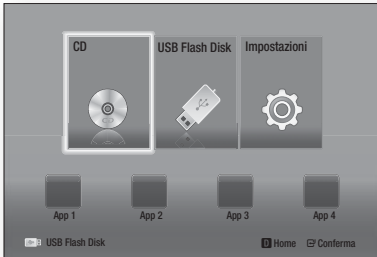 CD
USB Flash Disk
Impostazioni
App 1
App 2
App 3
App 4
USB Flash Disk
D Home
Conferma